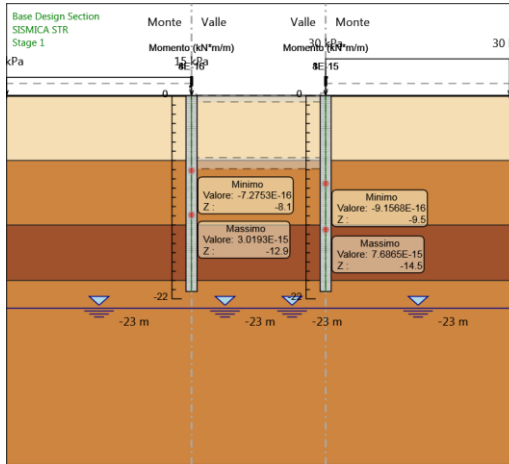 Base Design Section
SISMICA STR
Stage 1
Monte Valle Monte Valle
Momento (kN*m/m) Momento (kN*m/m)
30 kPa 30
kPa 15 kPa
0 0
Minimo
Valore: -7.2753E-16
Z : -8.1
Massimo
Valore: 3.0193E-15
Z : -12.9
Minimo
Valore: -9.1568E-16
Z : -9.5
Massimo
Valore: 7.6865E-15
Z : -14.5
-22 -22
-23 m -23 m -23 m -23 m